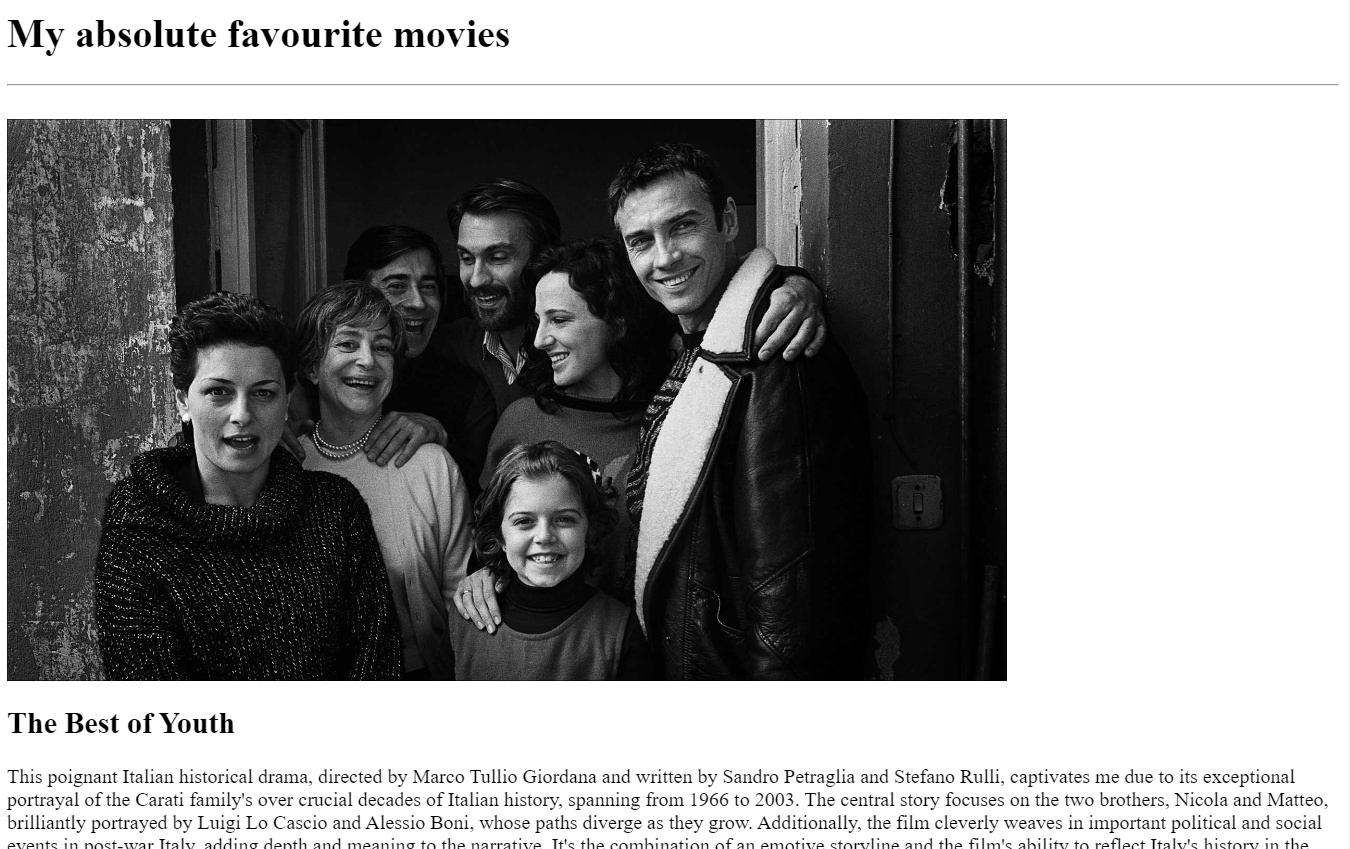 My absolute favourite movies
The Best of Youth
This poignant Italian historical drama, directed by Marco Tullio Giordana and written by Sandro Petraglia and Stefano Rulli, captivates me due to its exceptional
portrayal of the Carati family's over crucial decades of Italian history, spanning from 1966 to 2003. The central story focuses on the two brothers, Nicola and Matteo,
brilliantly portrayed by Luigi Lo Cascio and Alessio Boni, whose paths diverge as they grow. Additionally, the film cleverly weaves in important political and social
events in post-war Italy, adding depth and meaning to the narrative. It's the combination of an emotive storyline and the film's ability to reflect Italy's history in the